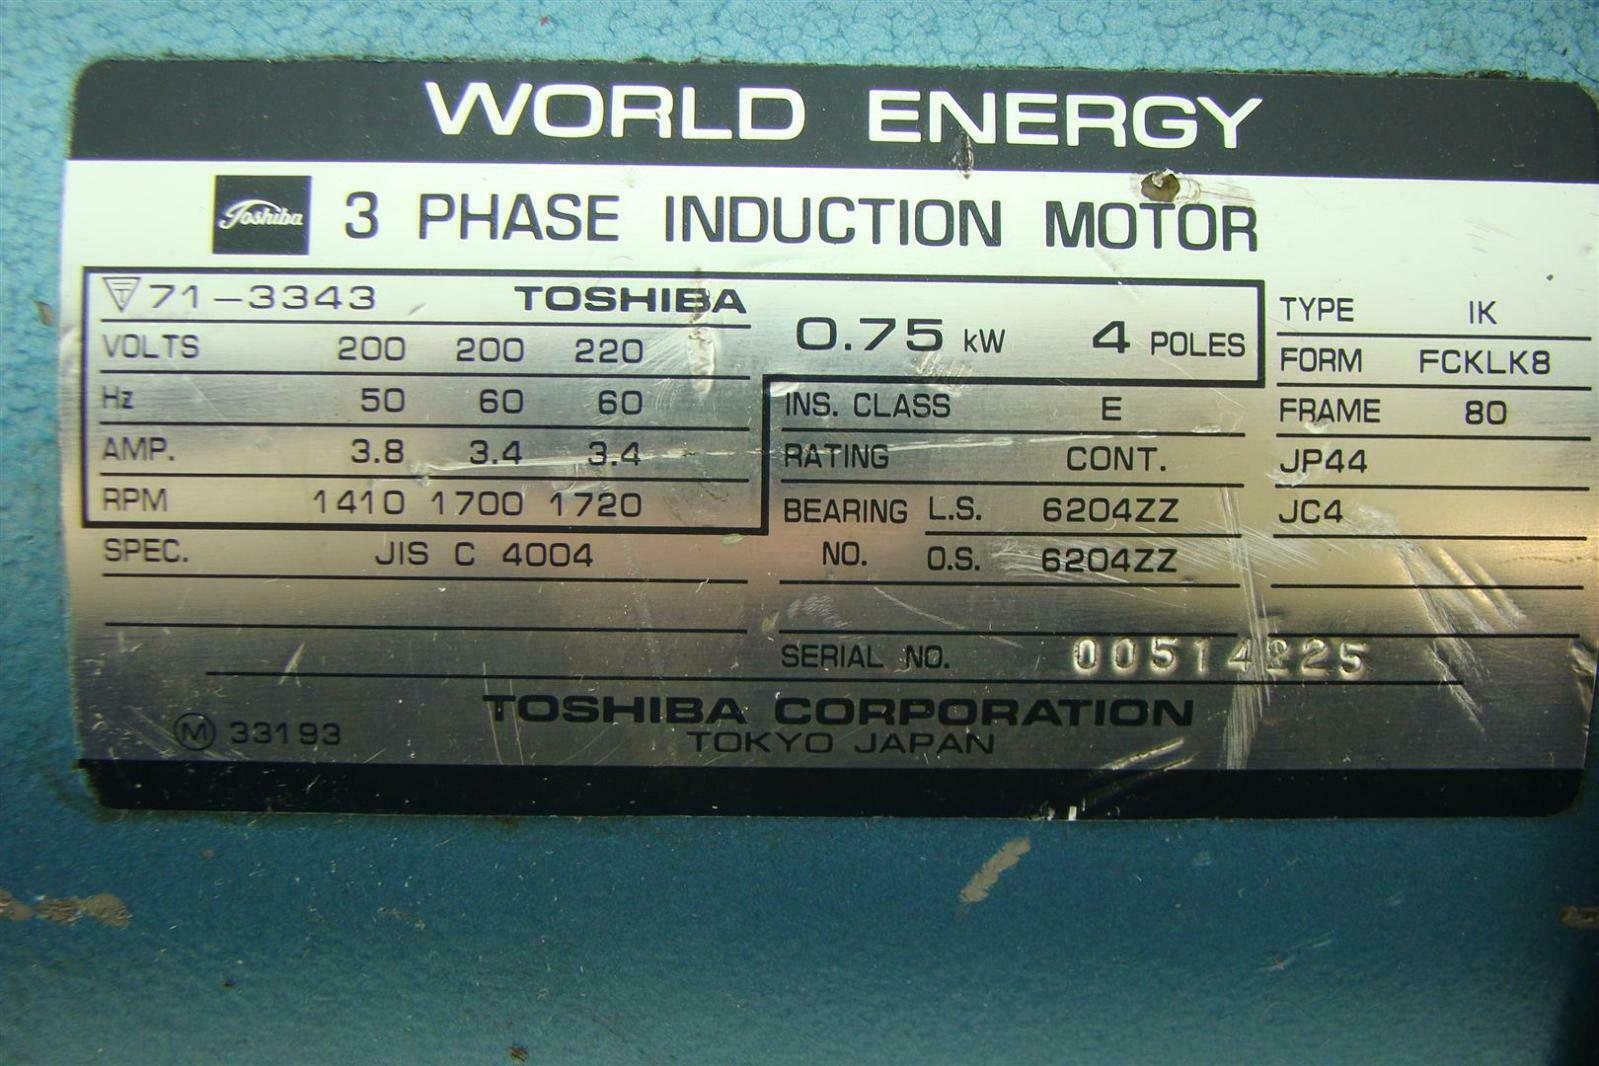 WORLD ENERGY
Toshiba 3 PHASE INDUCTION MOTOR
T 71-3343 TOSHIBA
VOLTS 200 200 220
Hz 50 60 60
AMP. 3.8 3.4 3.4
RPM 1410 1700 1720
SPEC. JIS C 4004
0.75 kW 4 POLES
INS. CLASS E
RATING CONT.
BEARING L.S. 6204ZZ
NO. O.S. 6204ZZ
TYPE IK
FORM FCKLK8
FRAME 80
JP44
JC4
SERIAL NO. 00514225
TOSHIBA CORPORATION
M 33193 TOKYO JAPAN